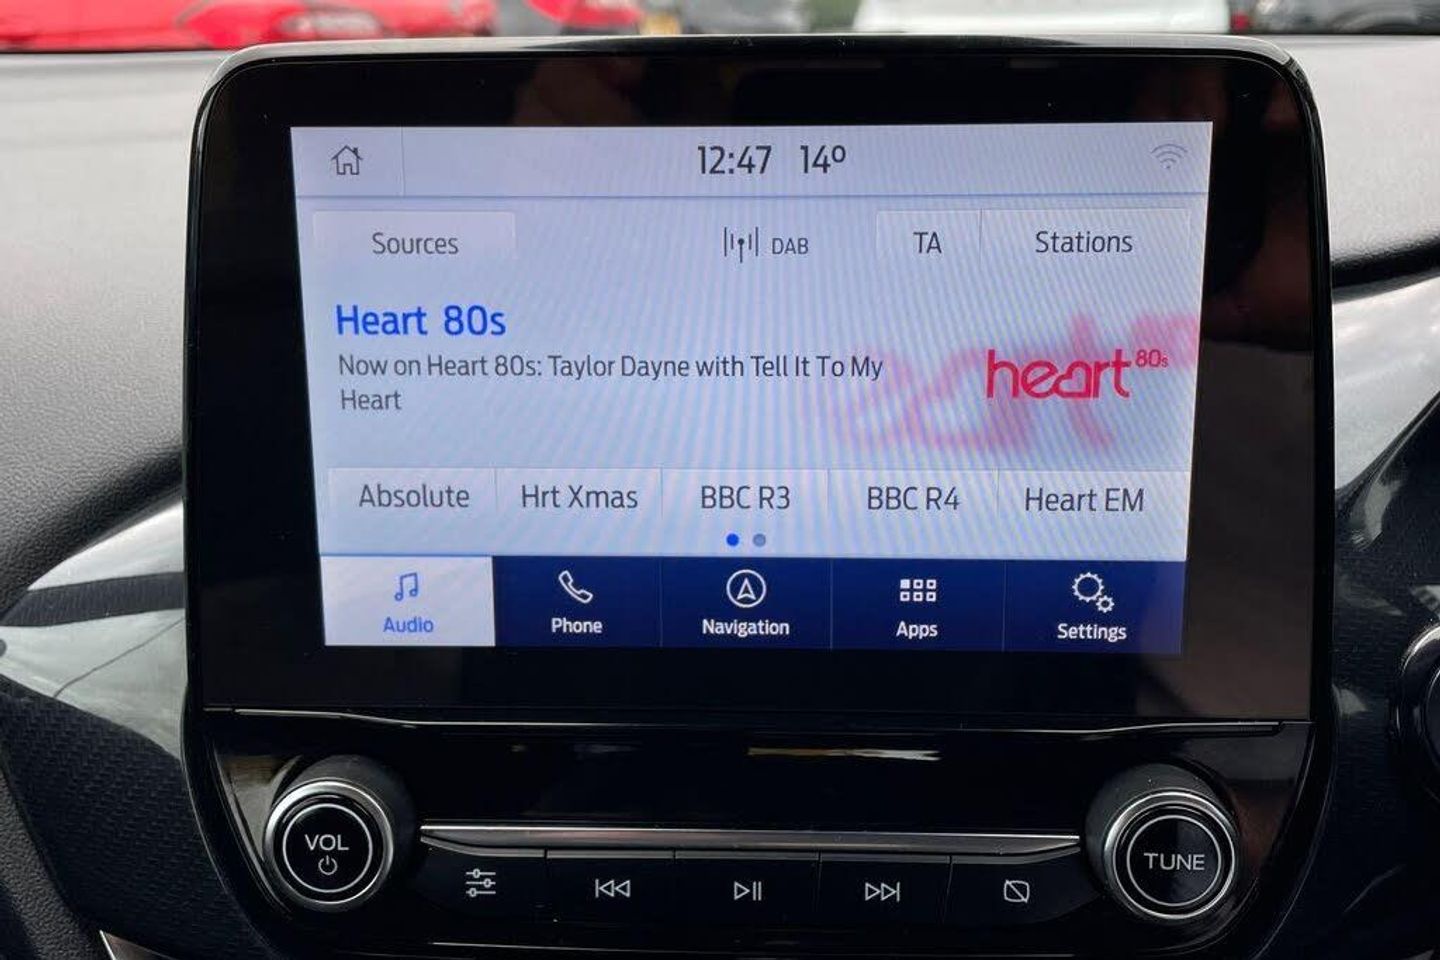 12:47 14º
Sources DAB TA Stations
Heart 80s
Now on Heart 80s: Taylor Dayne with Tell It To My
Heart
heart 80s
Absolute Hrt Xmas BBC R3 BBC R4 Heart EM
Audio Phone Navigation Apps Settings
VOL TUNE